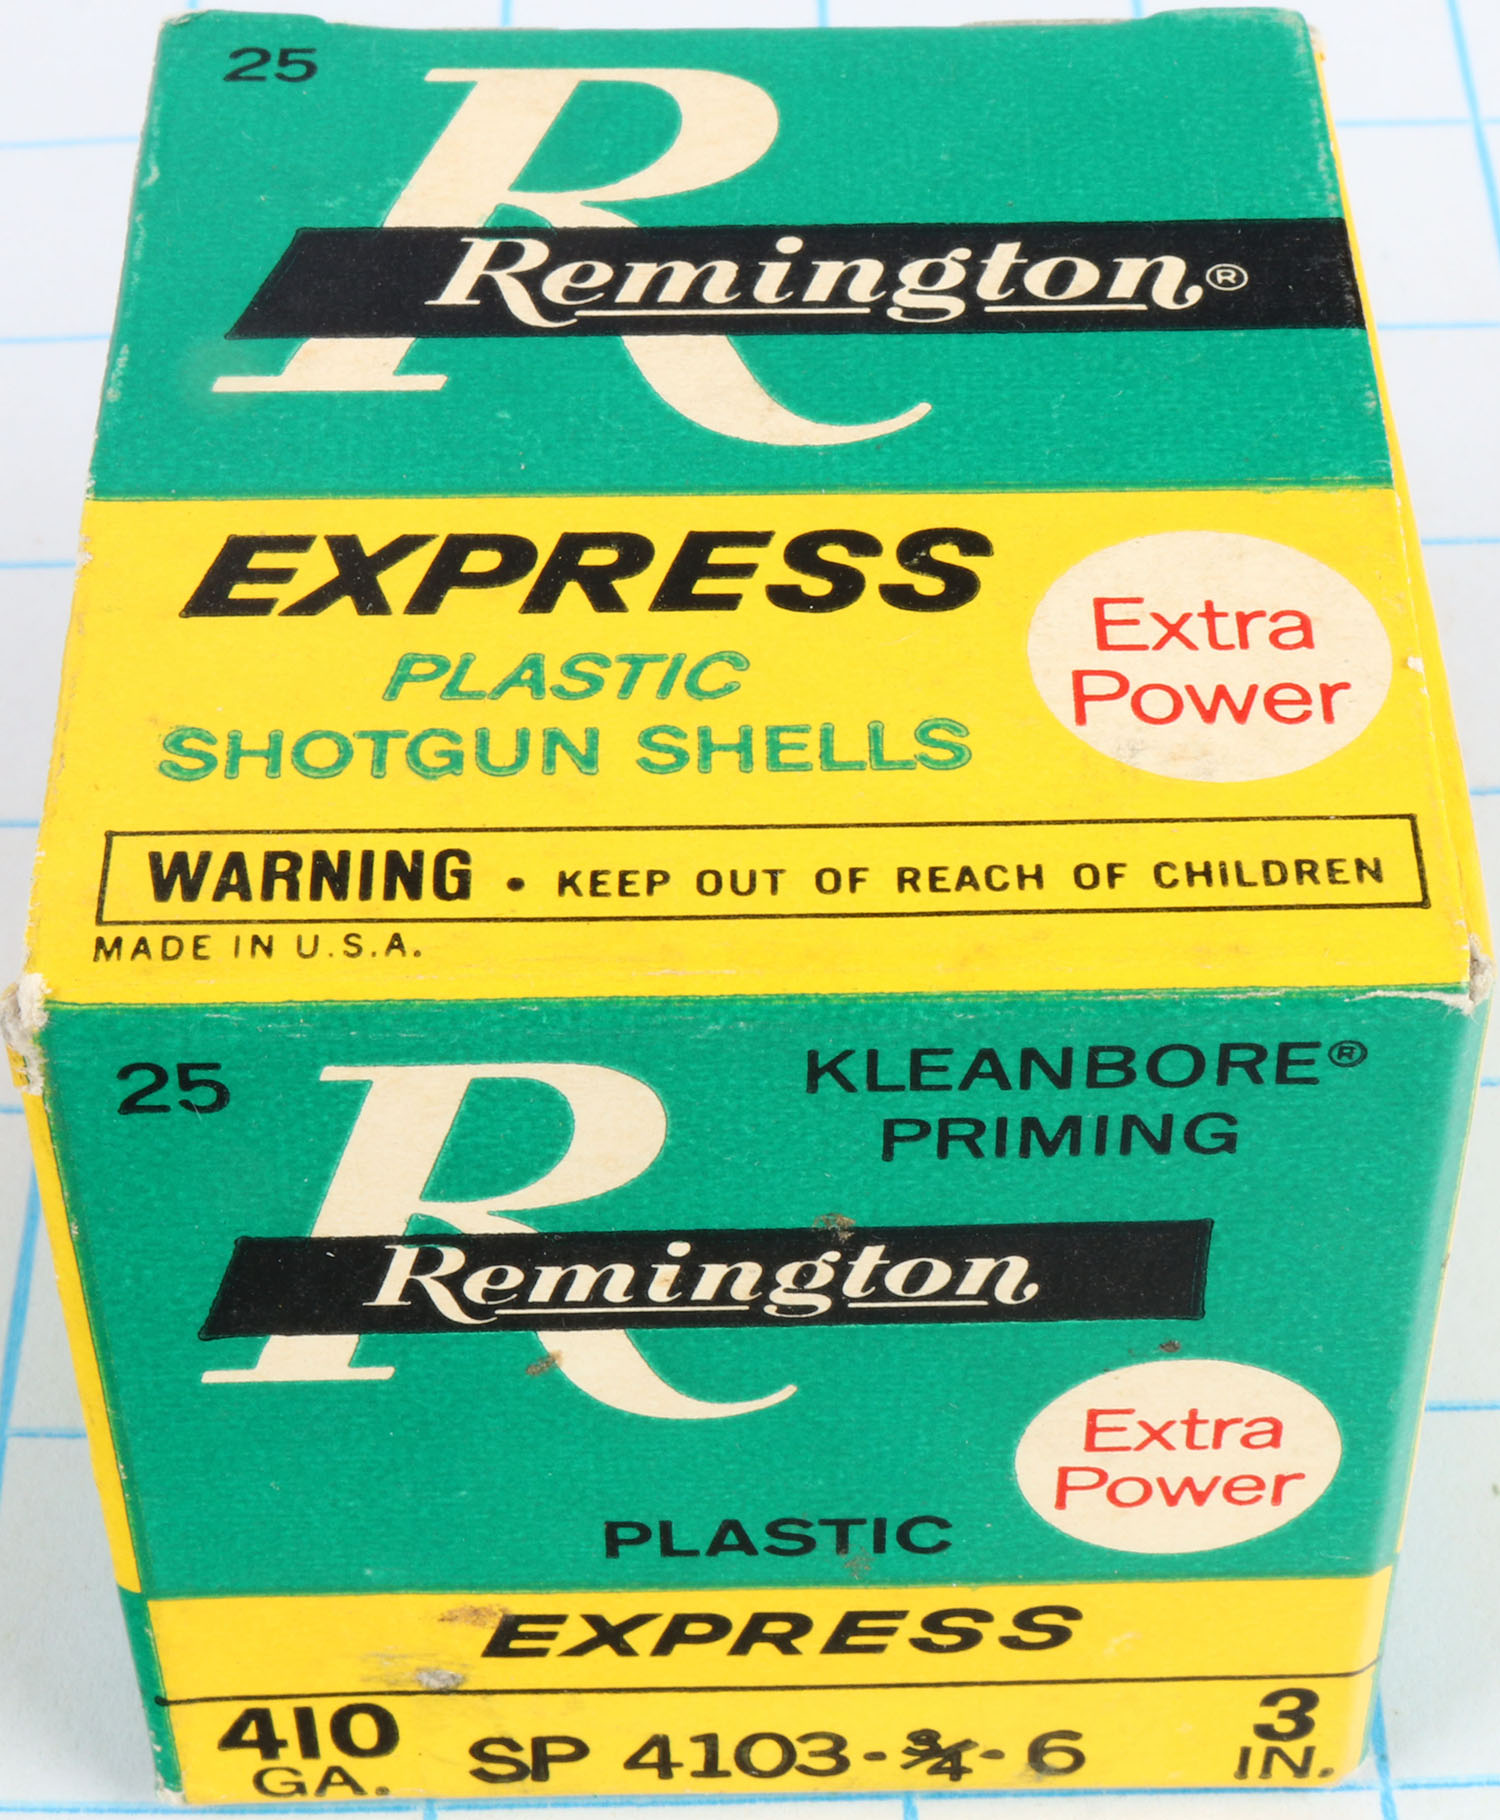 25
R
Remington®
EXPRESS
PLASTIC
SHOTGUN SHELLS
Extra
Power
WARNING • KEEP OUT OF REACH OF CHILDREN
MADE IN U.S.A.
25
R
KLEANBORE®
PRIMING
Remington
Extra
Power
PLASTIC
EXPRESS
410
GA.
SP 4103-¾-6
3
IN.